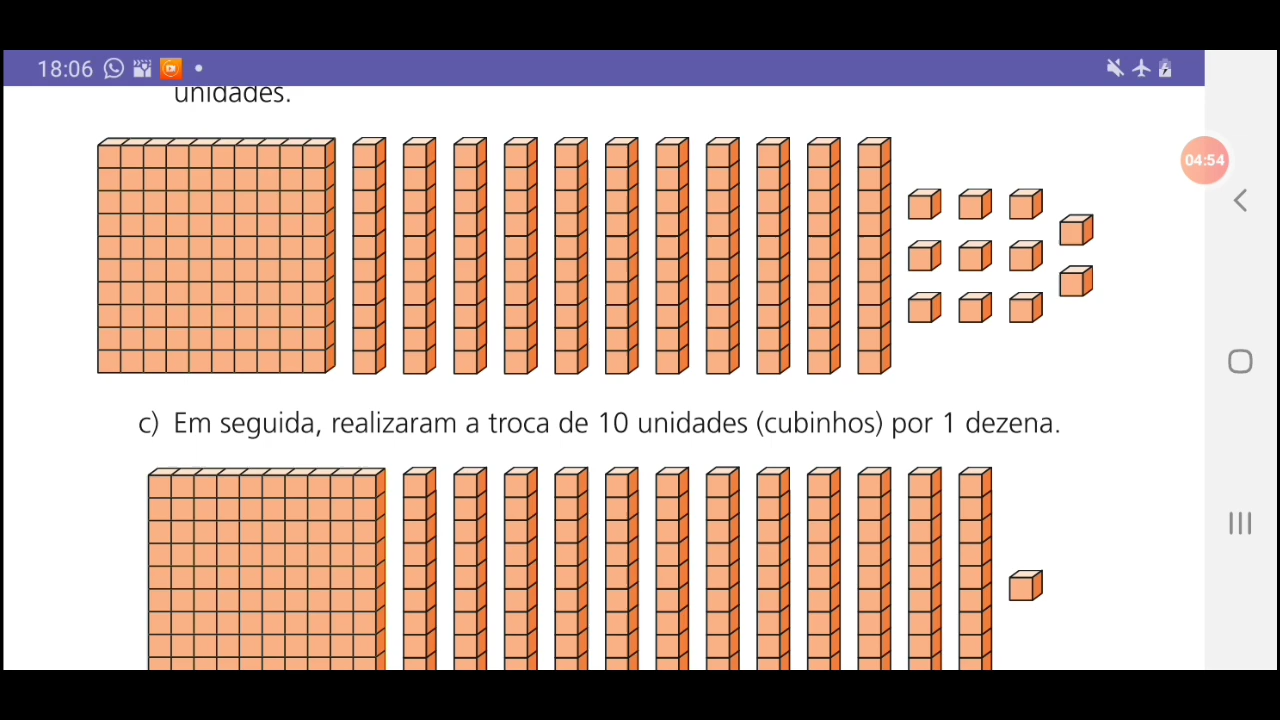 18:06
unidades.
04:54
c) Em seguida, realizaram a troca de 10 unidades (cubinhos) por 1 dezena.